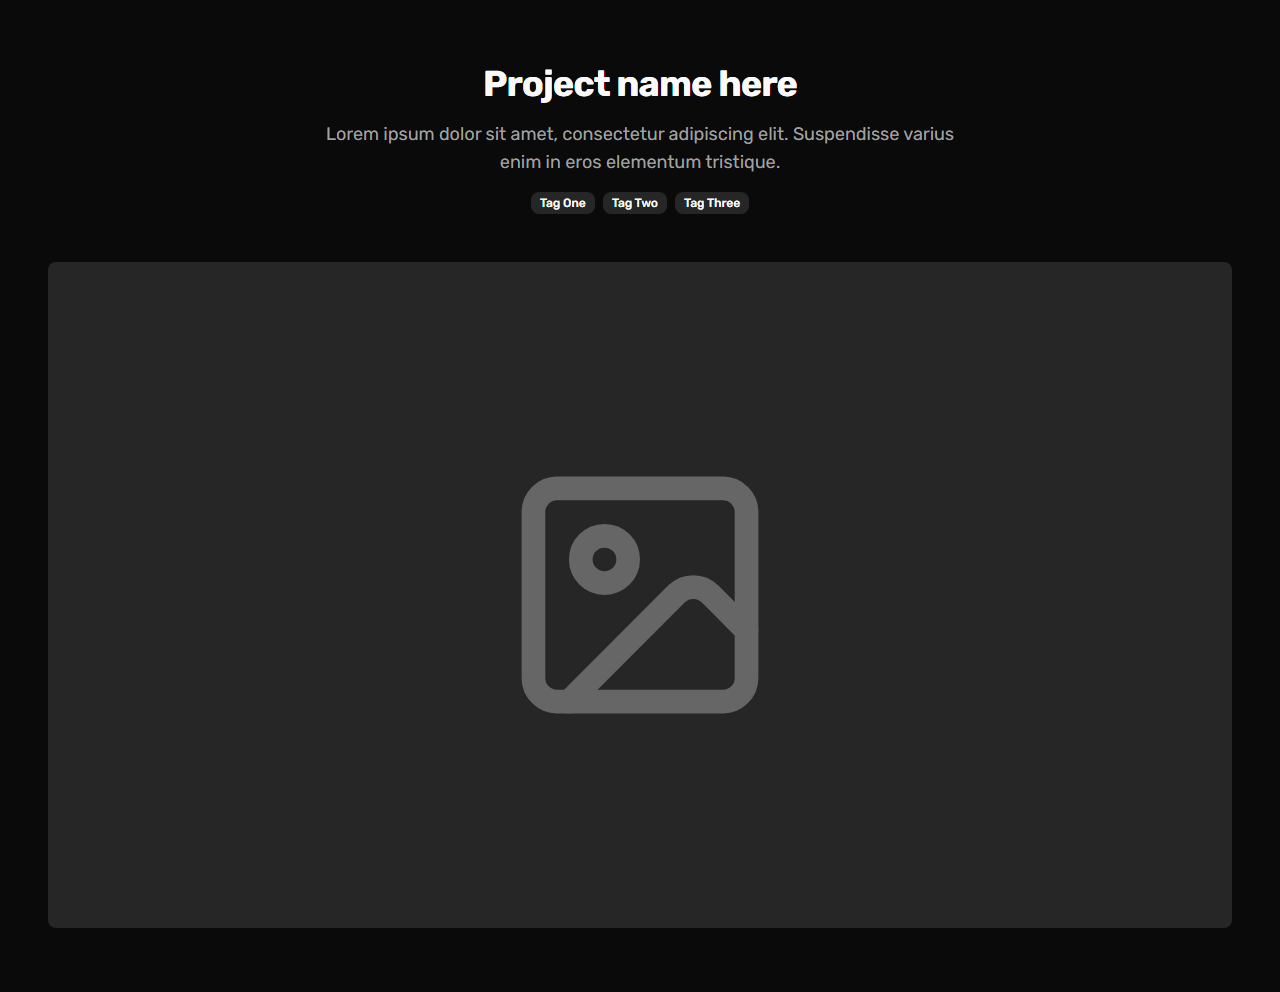 Project name here
Lorem ipsum dolor sit amet, consectetur adipiscing elit. Suspendisse varius
enim in eros elementum tristique.
Tag One Tag Two Tag Three